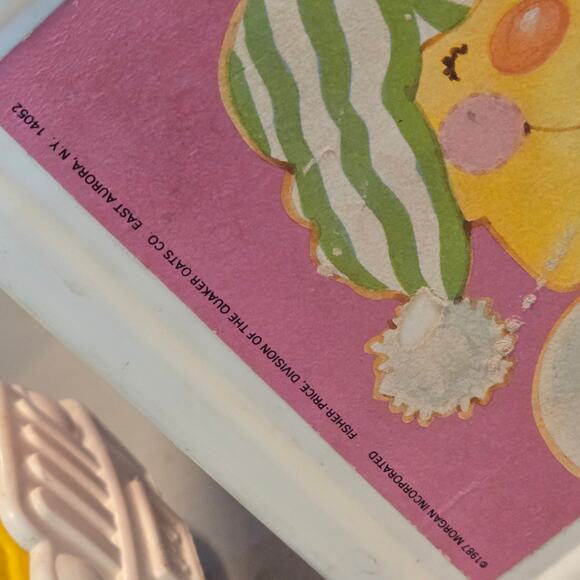 ©1987 MORGAN INCORPORATED
FISHER-PRICE, DIVISION OF THE QUAKER OATS CO. EAST AURORA, N.Y. 14052